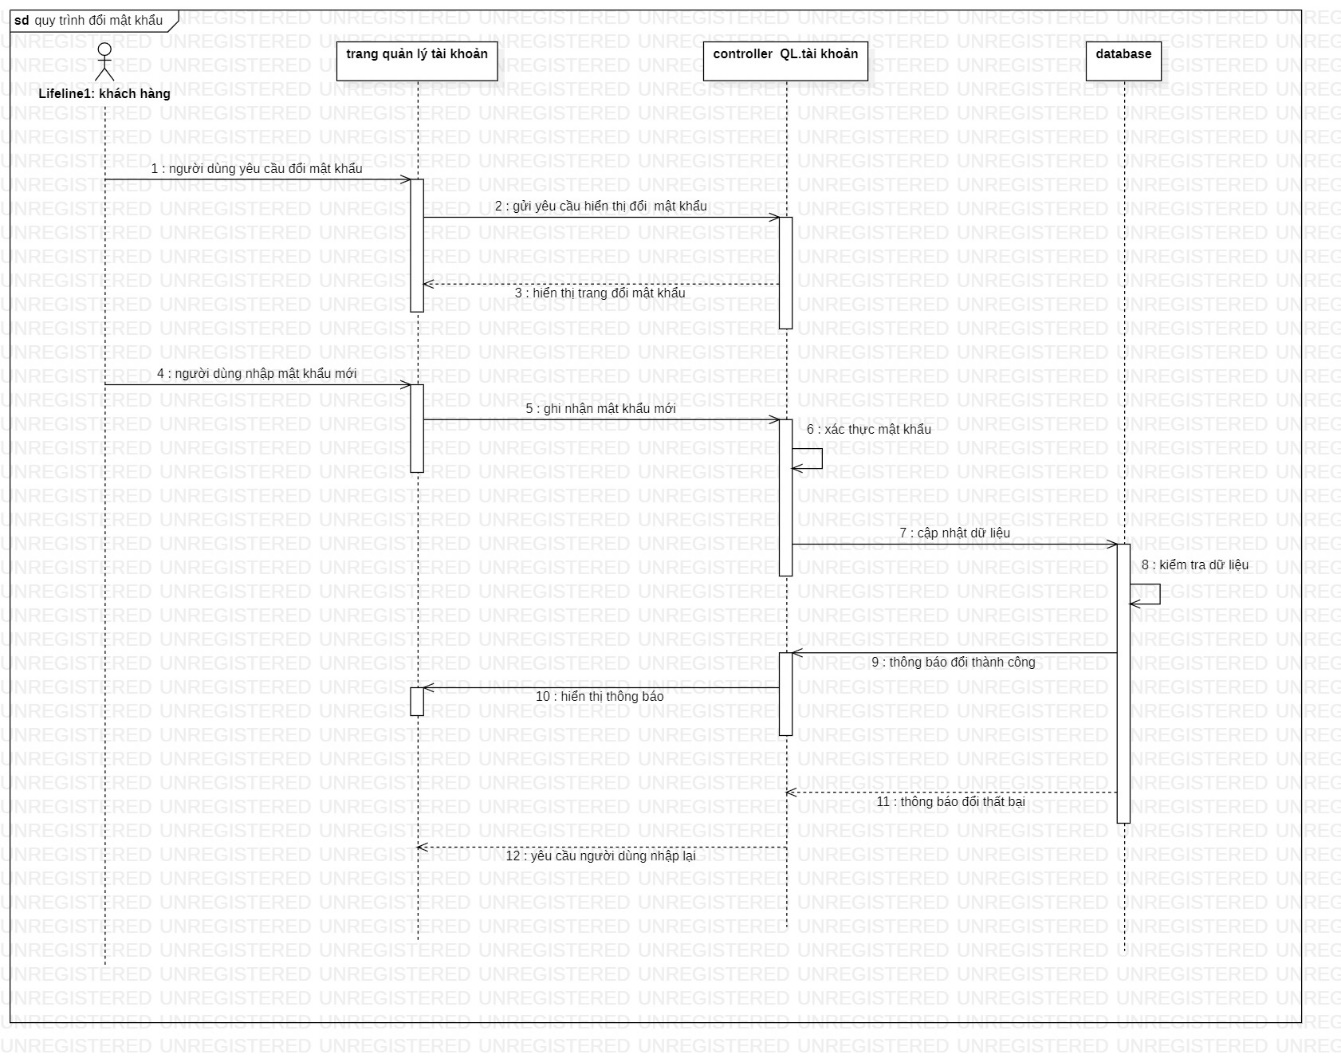 sd quy trình đổi mật khẩu
Lifeline1: khách hàng
trang quản lý tài khoản
controller  QL.tài khoản
database
1 : người dùng yêu cầu đổi mật khẩu
2 : gửi yêu cầu hiển thị đổi  mật khẩu
3 : hiển thị trang đổi mật khẩu
4 : người dùng nhập mật khẩu mới
5 : ghi nhận mật khẩu mới
6 : xác thực mật khẩu
7 : cập nhật dữ liệu
8 : kiểm tra dữ liệu
9 : thông báo đổi thành công
10 : hiển thị thông báo
11 : thông báo đổi thất bại
12 : yêu cầu người dùng nhập lại
UNREGISTERED